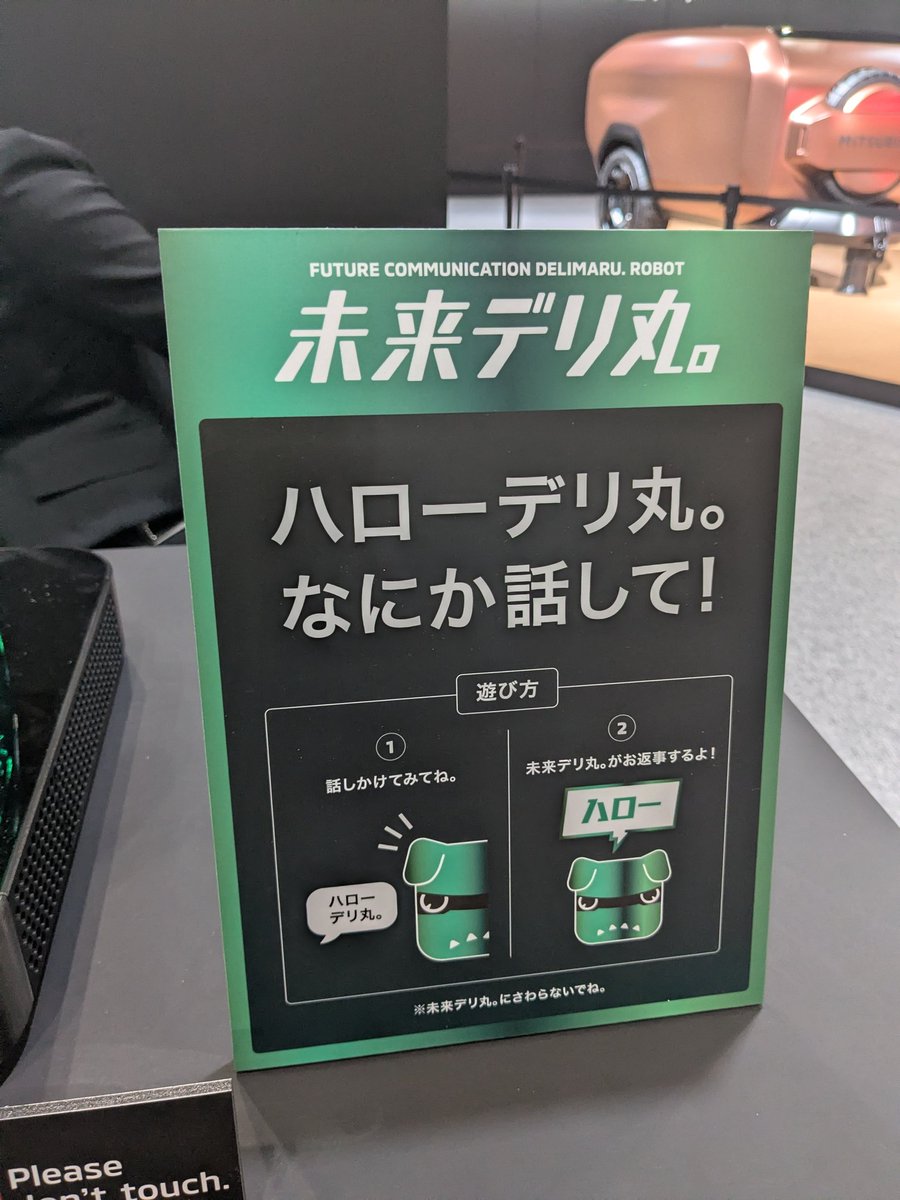 FUTURE COMMUNICATION DELIMARU. ROBOT
未来デリ丸。
ハローデリ丸。
なにか話して!
遊び方
1
話しかけてみてね。
ハロー
デリ丸。
2
未来デリ丸。がお返事するよ!
ハロー
※未来デリ丸。にさわらないでね。
Please
touch.